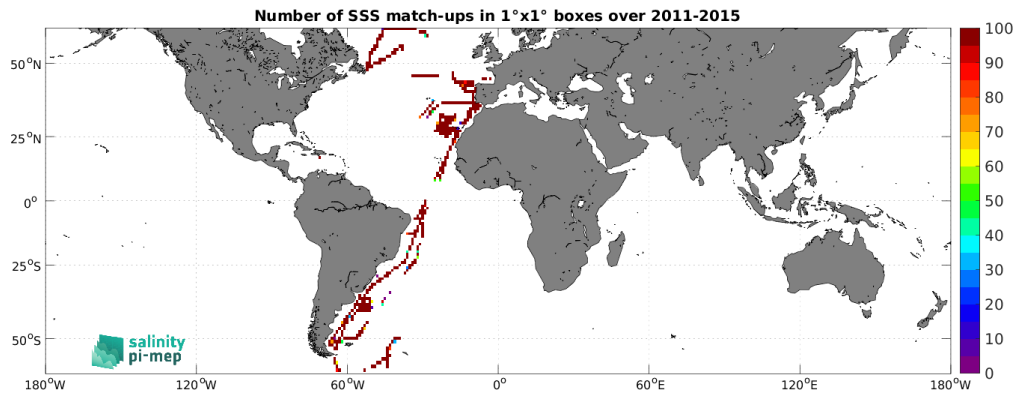 Number of SSS match-ups in 1°x1° boxes over 2011-2015
100
90
80
70
60
50
40
30
20
10
0
50°N
25°N
0°
25°S
50°S
salinity
pi-mep
180°W
120°W
60°W
0°
60°E
120°E
180°W